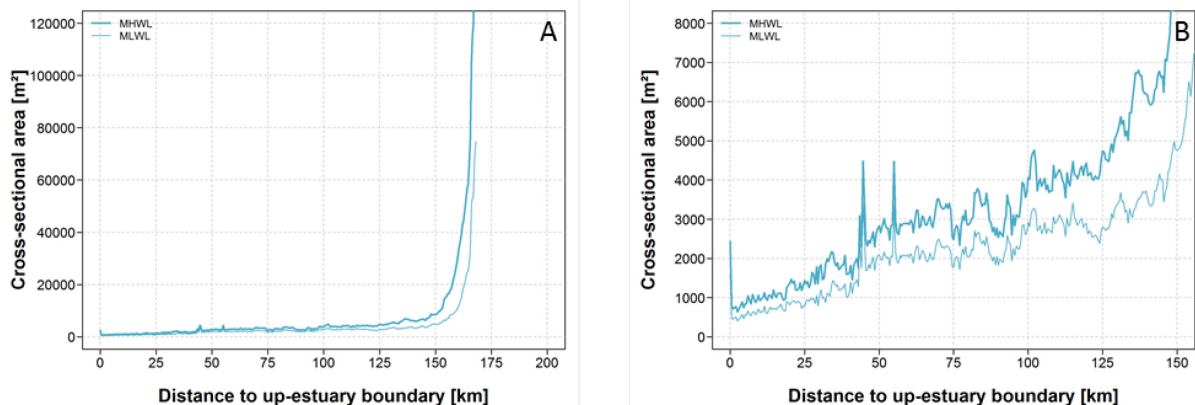 MHWL
MLWL
A
120000
100000
80000
60000
40000
20000
0
Cross-sectional area [m²]
0 25 50 75 100 125 150 175 200
Distance to up-estuary boundary [km]
MHWL
MLWL
B
8000
7000
6000
5000
4000
3000
2000
1000
0
Cross-sectional area [m²]
0 25 50 75 100 125 150
Distance to up-estuary boundary [km]